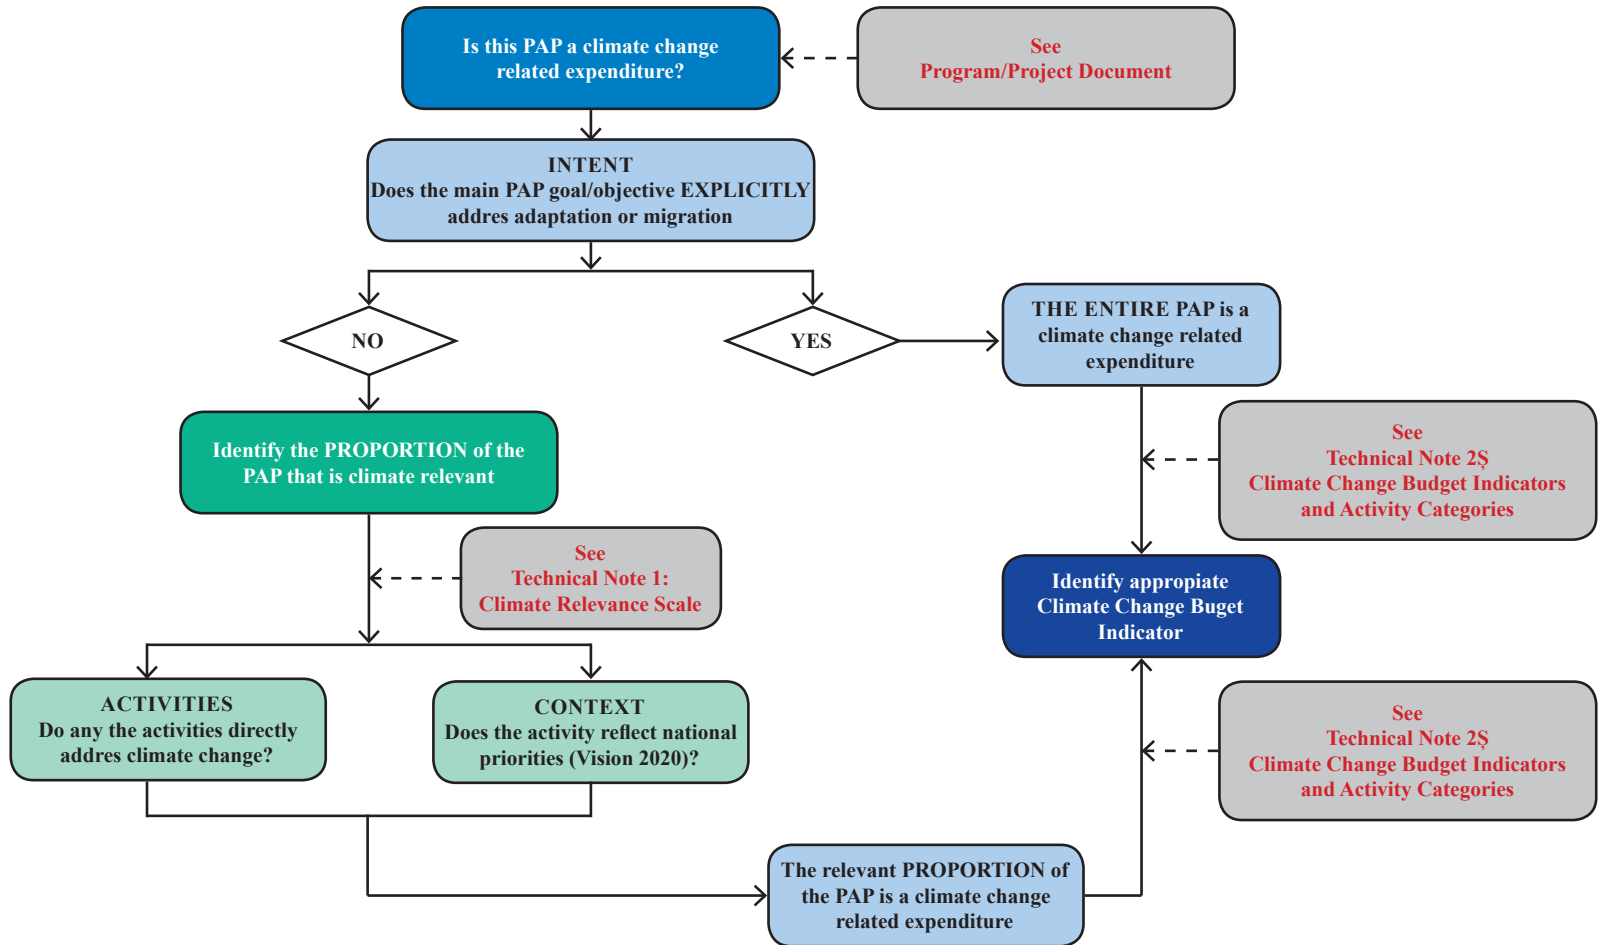 Is this PAP a climate change
related expenditure?
See
Program/Project Document
INTENT
Does the main PAP goal/objective EXPLICITLY
addres adaptation or migration
NO
YES
THE ENTIRE PAP is a
climate change related
expenditure
Identify the PROPORTION of the
PAP that is climate relevant
See
Technical Note 2Ş
Climate Change Budget Indicators
and Activity Categories
See
Technical Note 1:
Climate Relevance Scale
Identify appropiate
Climate Change Buget
Indicator
ACTIVITIES
Do any the activities directly
addres climate change?
CONTEXT
Does the activity reflect national
priorities (Vision 2020)?
See
Technical Note 2Ş
Climate Change Budget Indicators
and Activity Categories
The relevant PROPORTION of
the PAP is a climate change
related expenditure